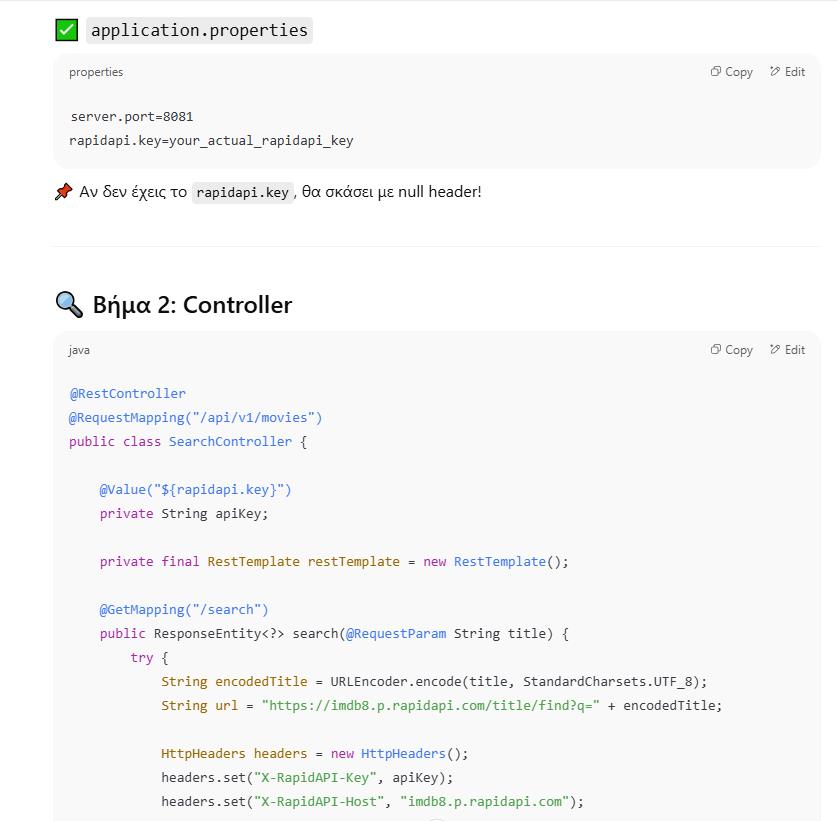 ✅ application.properties
properties Copy Edit
server.port=8081
rapidapi.key=your_actual_rapidapi_key
📌 Αν δεν έχεις το rapidapi.key, θα σκάσει με null header!
🔍 Βήμα 2: Controller
java Copy Edit
@RestController
@RequestMapping("/api/v1/movies")
public class SearchController {
@Value("${rapidapi.key}")
private String apiKey;
private final RestTemplate restTemplate = new RestTemplate();
@GetMapping("/search")
public ResponseEntity<?> search(@RequestParam String title) {
try {
String encodedTitle = URLEncoder.encode(title, StandardCharsets.UTF_8);
String url = "https://imdb8.p.rapidapi.com/title/find?q=" + encodedTitle;
HttpHeaders headers = new HttpHeaders();
headers.set("X-RapidAPI-Key", apiKey);
headers.set("X-RapidAPI-Host", "imdb8.p.rapidapi.com");